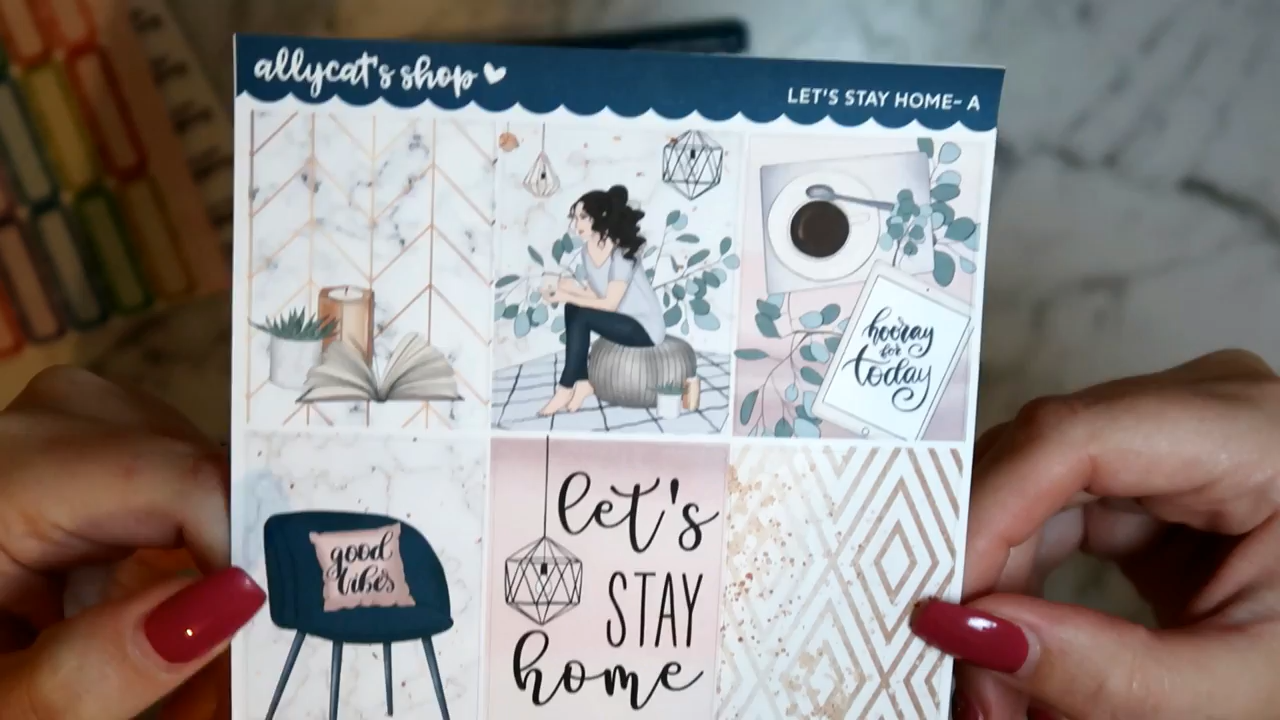 allycat's shop
LET'S STAY HOME- A
hooray
for
today
good
vibes
let's
STAY
home